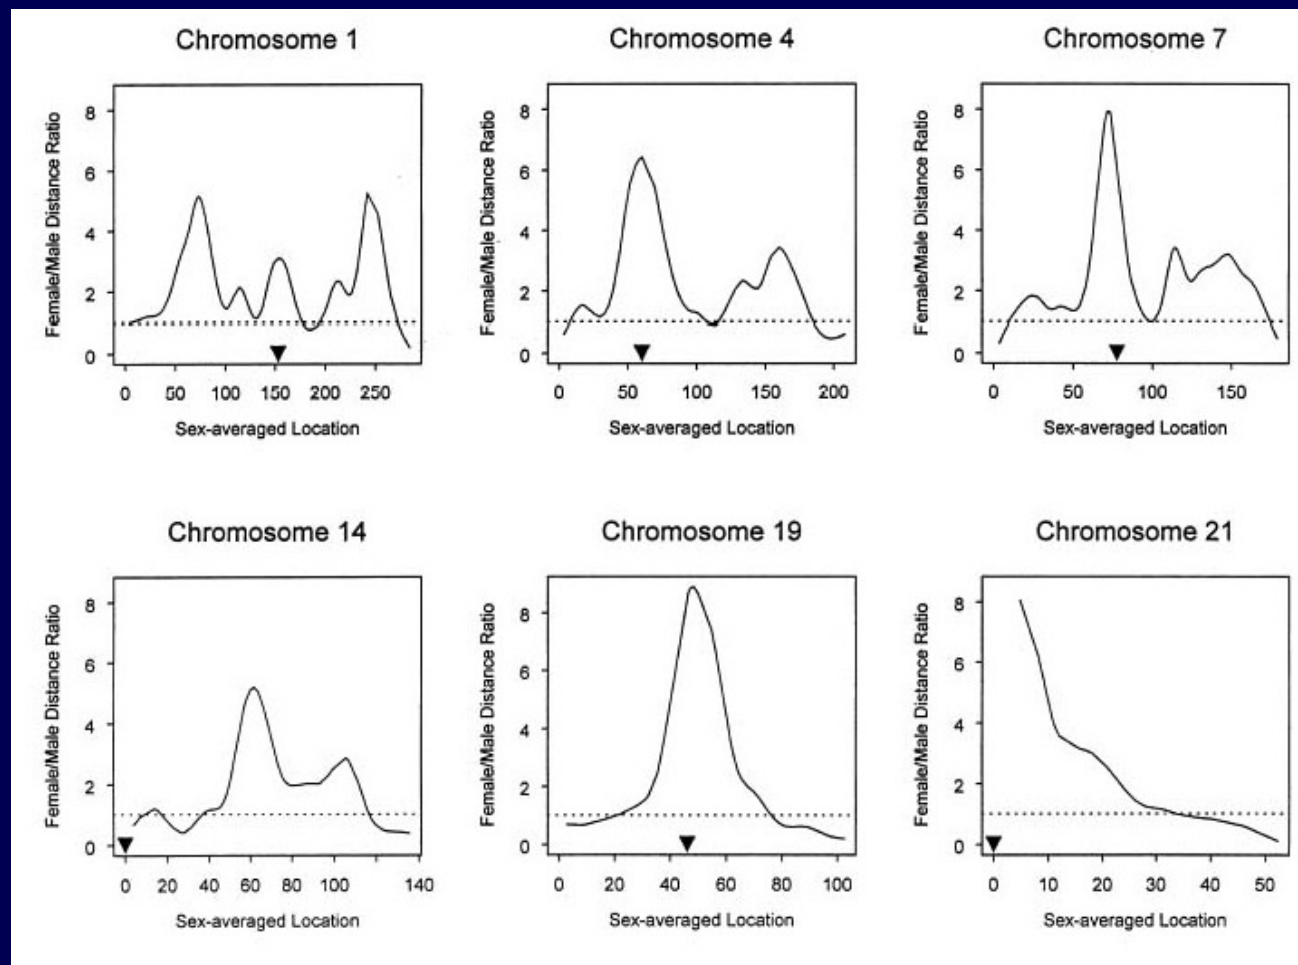 Chromosome 1
Female/Male Distance Ratio
8
6
4
2
0
0 50 100 150 200 250
Sex-averaged Location
Chromosome 4
Female/Male Distance Ratio
8
6
4
2
0
0 50 100 150 200
Sex-averaged Location
Chromosome 7
Female/Male Distance Ratio
8
6
4
2
0
0 50 100 150
Sex-averaged Location
Chromosome 14
Female/Male Distance Ratio
8
6
4
2
0
0 20 40 60 80 100 140
Sex-averaged Location
Chromosome 19
Female/Male Distance Ratio
8
6
4
2
0
0 20 40 60 80 100
Sex-averaged Location
Chromosome 21
Female/Male Distance Ratio
8
6
4
2
0
0 10 20 30 40 50
Sex-averaged Location